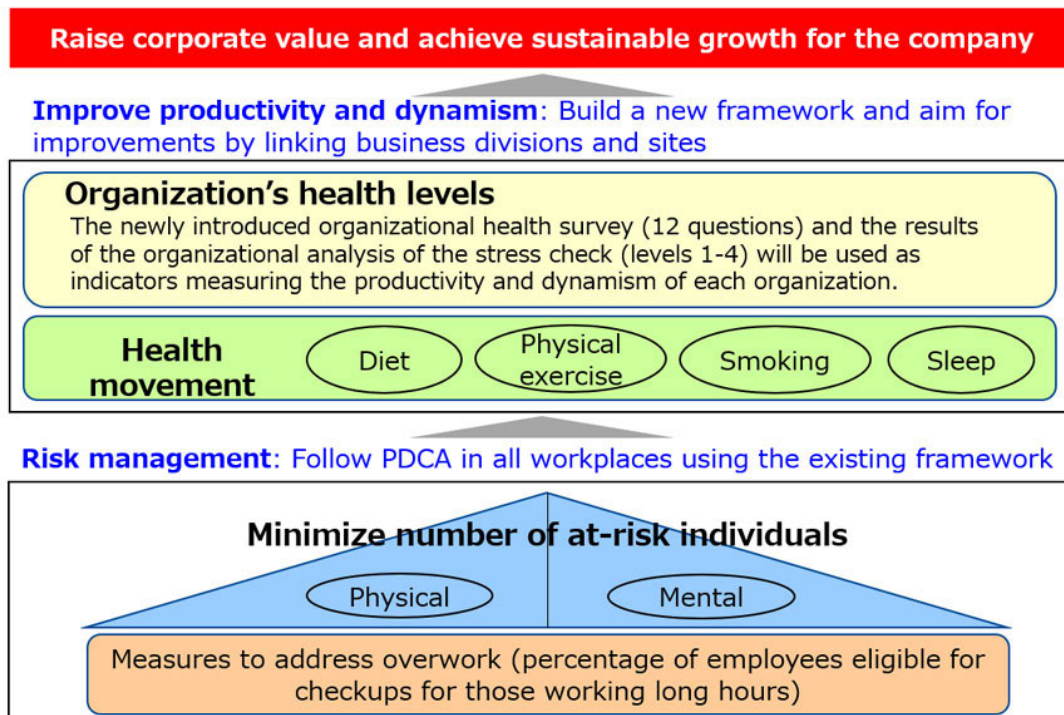 Raise corporate value and achieve sustainable growth for the company
Improve productivity and dynamism: Build a new framework and aim for
improvements by linking business divisions and sites
Organization's health levels
The newly introduced organizational health survey (12 questions) and the results
of the organizational analysis of the stress check (levels 1-4) will be used as
indicators measuring the productivity and dynamism of each organization.
Health
movement
Diet
Physical
exercise
Smoking
Sleep
Risk management: Follow PDCA in all workplaces using the existing framework
Minimize number of at-risk individuals
Physical
Mental
Measures to address overwork (percentage of employees eligible for
checkups for those working long hours)